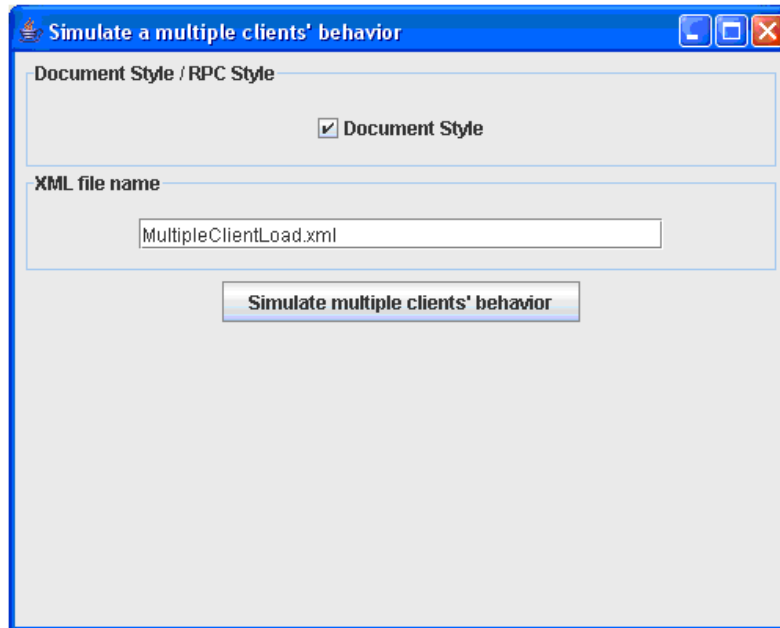 Simulate a multiple clients' behavior
Document Style / RPC Style
Document Style
XML file name
MultipleClientLoad.xml
Simulate multiple clients' behavior